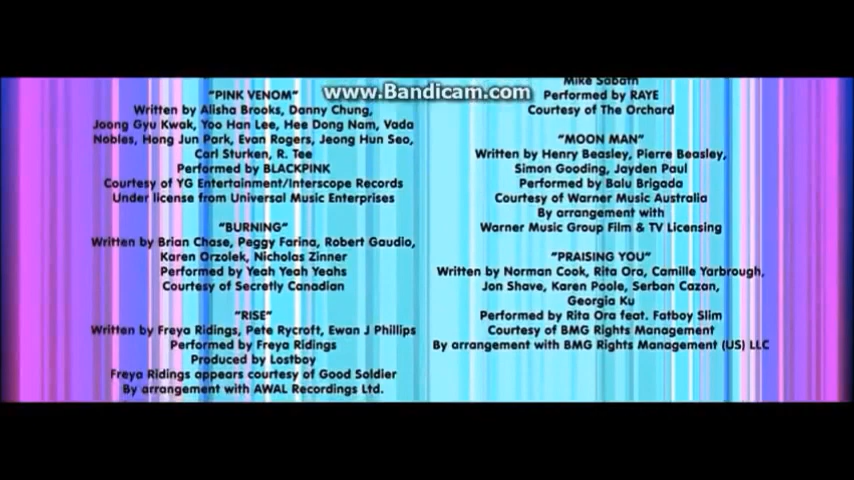 www.Bandicam.com
"PINK VENOM"
Written by Alisha Brooks, Danny Chung,
Joong Gyu Kwak, Yoo Han Lee, Hee Dong Nam, Vada
Nobles, Hong Jun Park, Evan Rogers, Jeong Hun Seo,
Carl Sturken, R. Tee
Performed by BLACKPINK
Courtesy of YG Entertainment/Interscope Records
Under license from Universal Music Enterprises
"BURNING"
Written by Brian Chase, Peggy Farina, Robert Gaudio,
Karen Orzolek, Nicholas Zinner
Performed by Yeah Yeah Yeahs
Courtesy of Secretly Canadian
"RISE"
Written by Freya Ridings, Pete Rycroft, Ewan J Phillips
Performed by Freya Ridings
Produced by Lostboy
Freya Ridings appears courtesy of Good Soldier
By arrangement with AWAL Recordings Ltd.
Mike Sabath
Performed by RAYE
Courtesy of The Orchard
"MOON MAN"
Written by Henry Beasley, Pierre Beasley,
Simon Gooding, Jayden Paul
Performed by Balu Brigada
Courtesy of Warner Music Australia
By arrangement with
Warner Music Group Film & TV Licensing
"PRAISING YOU"
Written by Norman Cook, Rita Ora, Camille Yarbrough,
Jon Shave, Karen Poole, Serban Cazan,
Georgia Ku
Performed by Rita Ora feat. Fatboy Slim
Courtesy of BMG Rights Management
By arrangement with BMG Rights Management (US) LLC